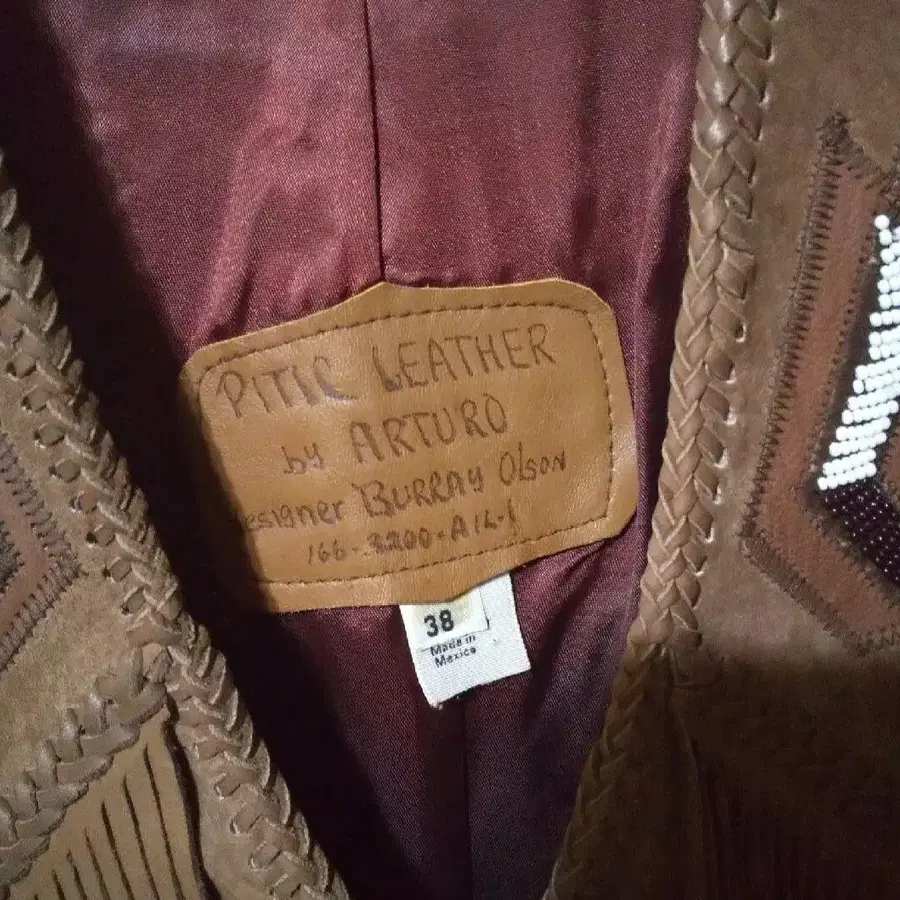 PITIC LEATHER
by ARTURO
esigner BURRAY Olson
166-3200-A16-1
38
Made in
Mexico